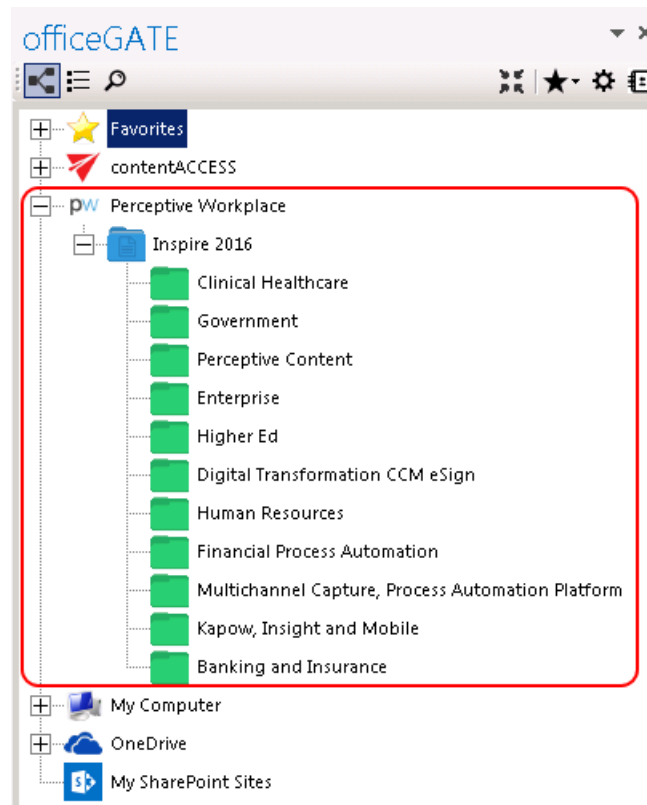 officeGATE
Favorites
contentACCESS
pw Perceptive Workplace
Inspire 2016
Clinical Healthcare
Government
Perceptive Content
Enterprise
Higher Ed
Digital Transformation CCM eSign
Human Resources
Financial Process Automation
Multichannel Capture, Process Automation Platform
Kapow, Insight and Mobile
Banking and Insurance
My Computer
OneDrive
S My SharePoint Sites